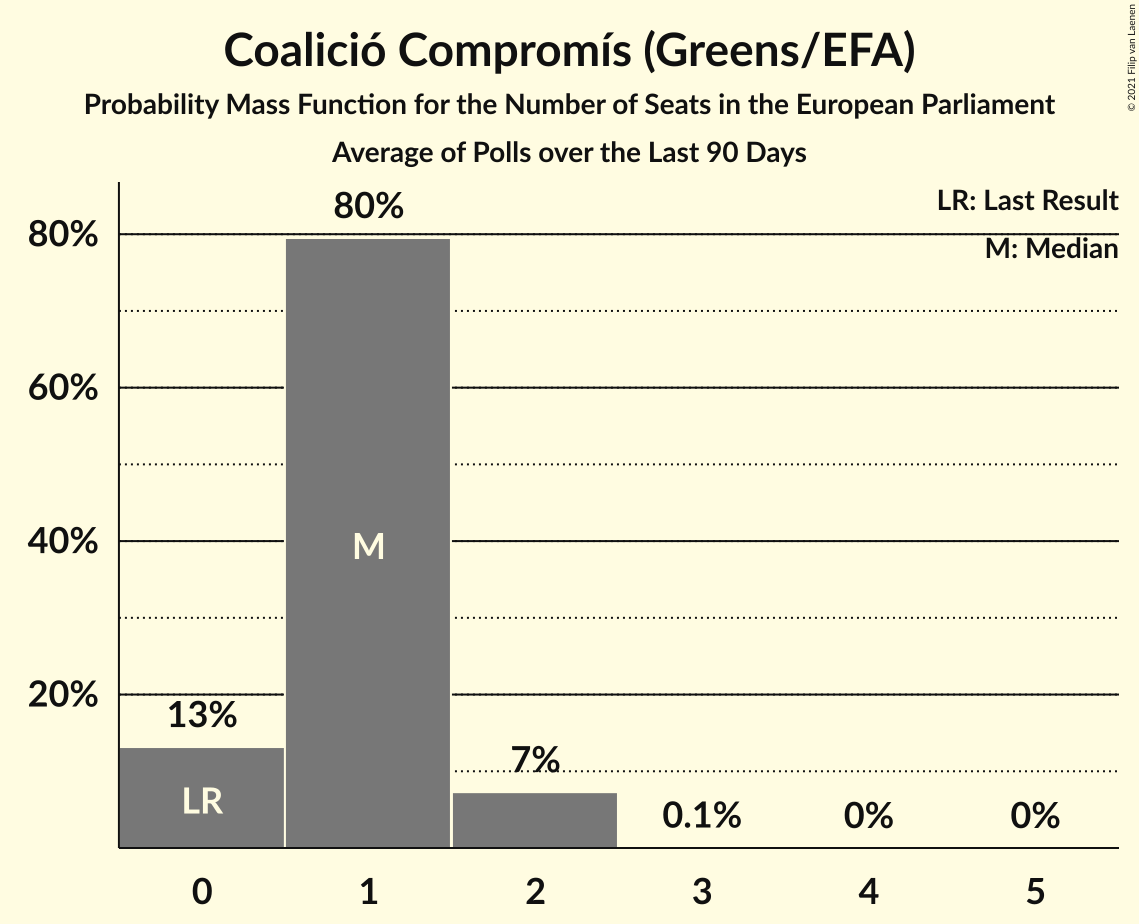 Coalició Compromís (Greens/EFA)
Probability Mass Function for the Number of Seats in the European Parliament
Average of Polls over the Last 90 Days
© 2021 Filip van Laenen
LR: Last Result
M: Median
80%
60%
40%
20%
13%
80%
7%
0.1%
0%
0%
LR
M
0 1 2 3 4 5